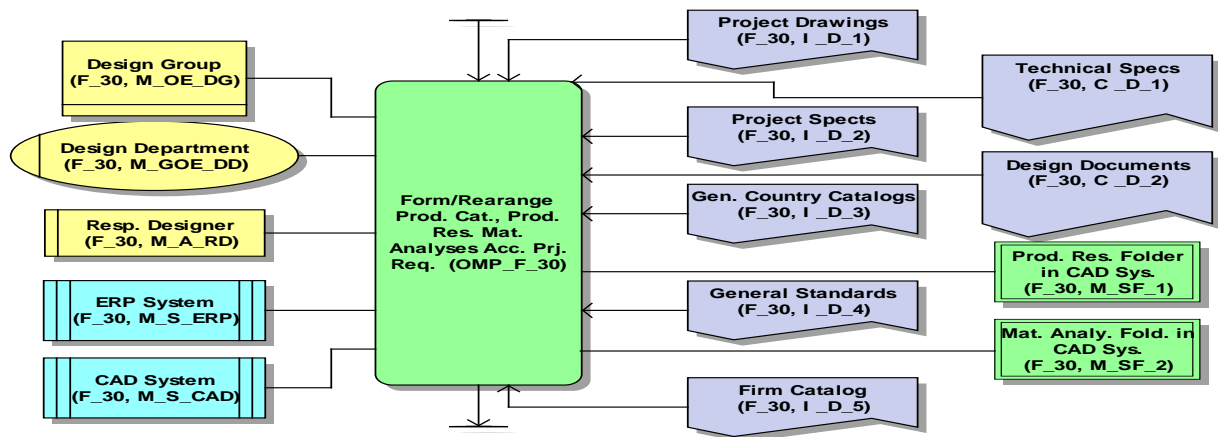 Design Group
(F_30, M_OE_DG)
Design Department
(F_30, M_GOE_DD)
Resp. Designer
(F_30, M_A_RD)
ERP System
(F_30, M_S_ERP)
CAD System
(F_30, M_S_CAD)
Form/Rearange
Prod. Cat., Prod.
Res. Mat.
Analyses Acc. Prj.
Req. (OMP_F_30)
Project Drawings
(F_30, I _D_1)
Project Spects
(F_30, I _D_2)
Gen. Country Catalogs
(F_30, I _D_3)
General Standards
(F_30, I _D_4)
Firm Catalog
(F_30, I _D_5)
Technical Specs
(F_30, C _D_1)
Design Documents
(F_30, C _D_2)
Prod. Res. Folder
in CAD Sys.
(F_30, M_SF_1)
Mat. Analy. Fold. in
CAD Sys.
(F_30, M_SF_2)